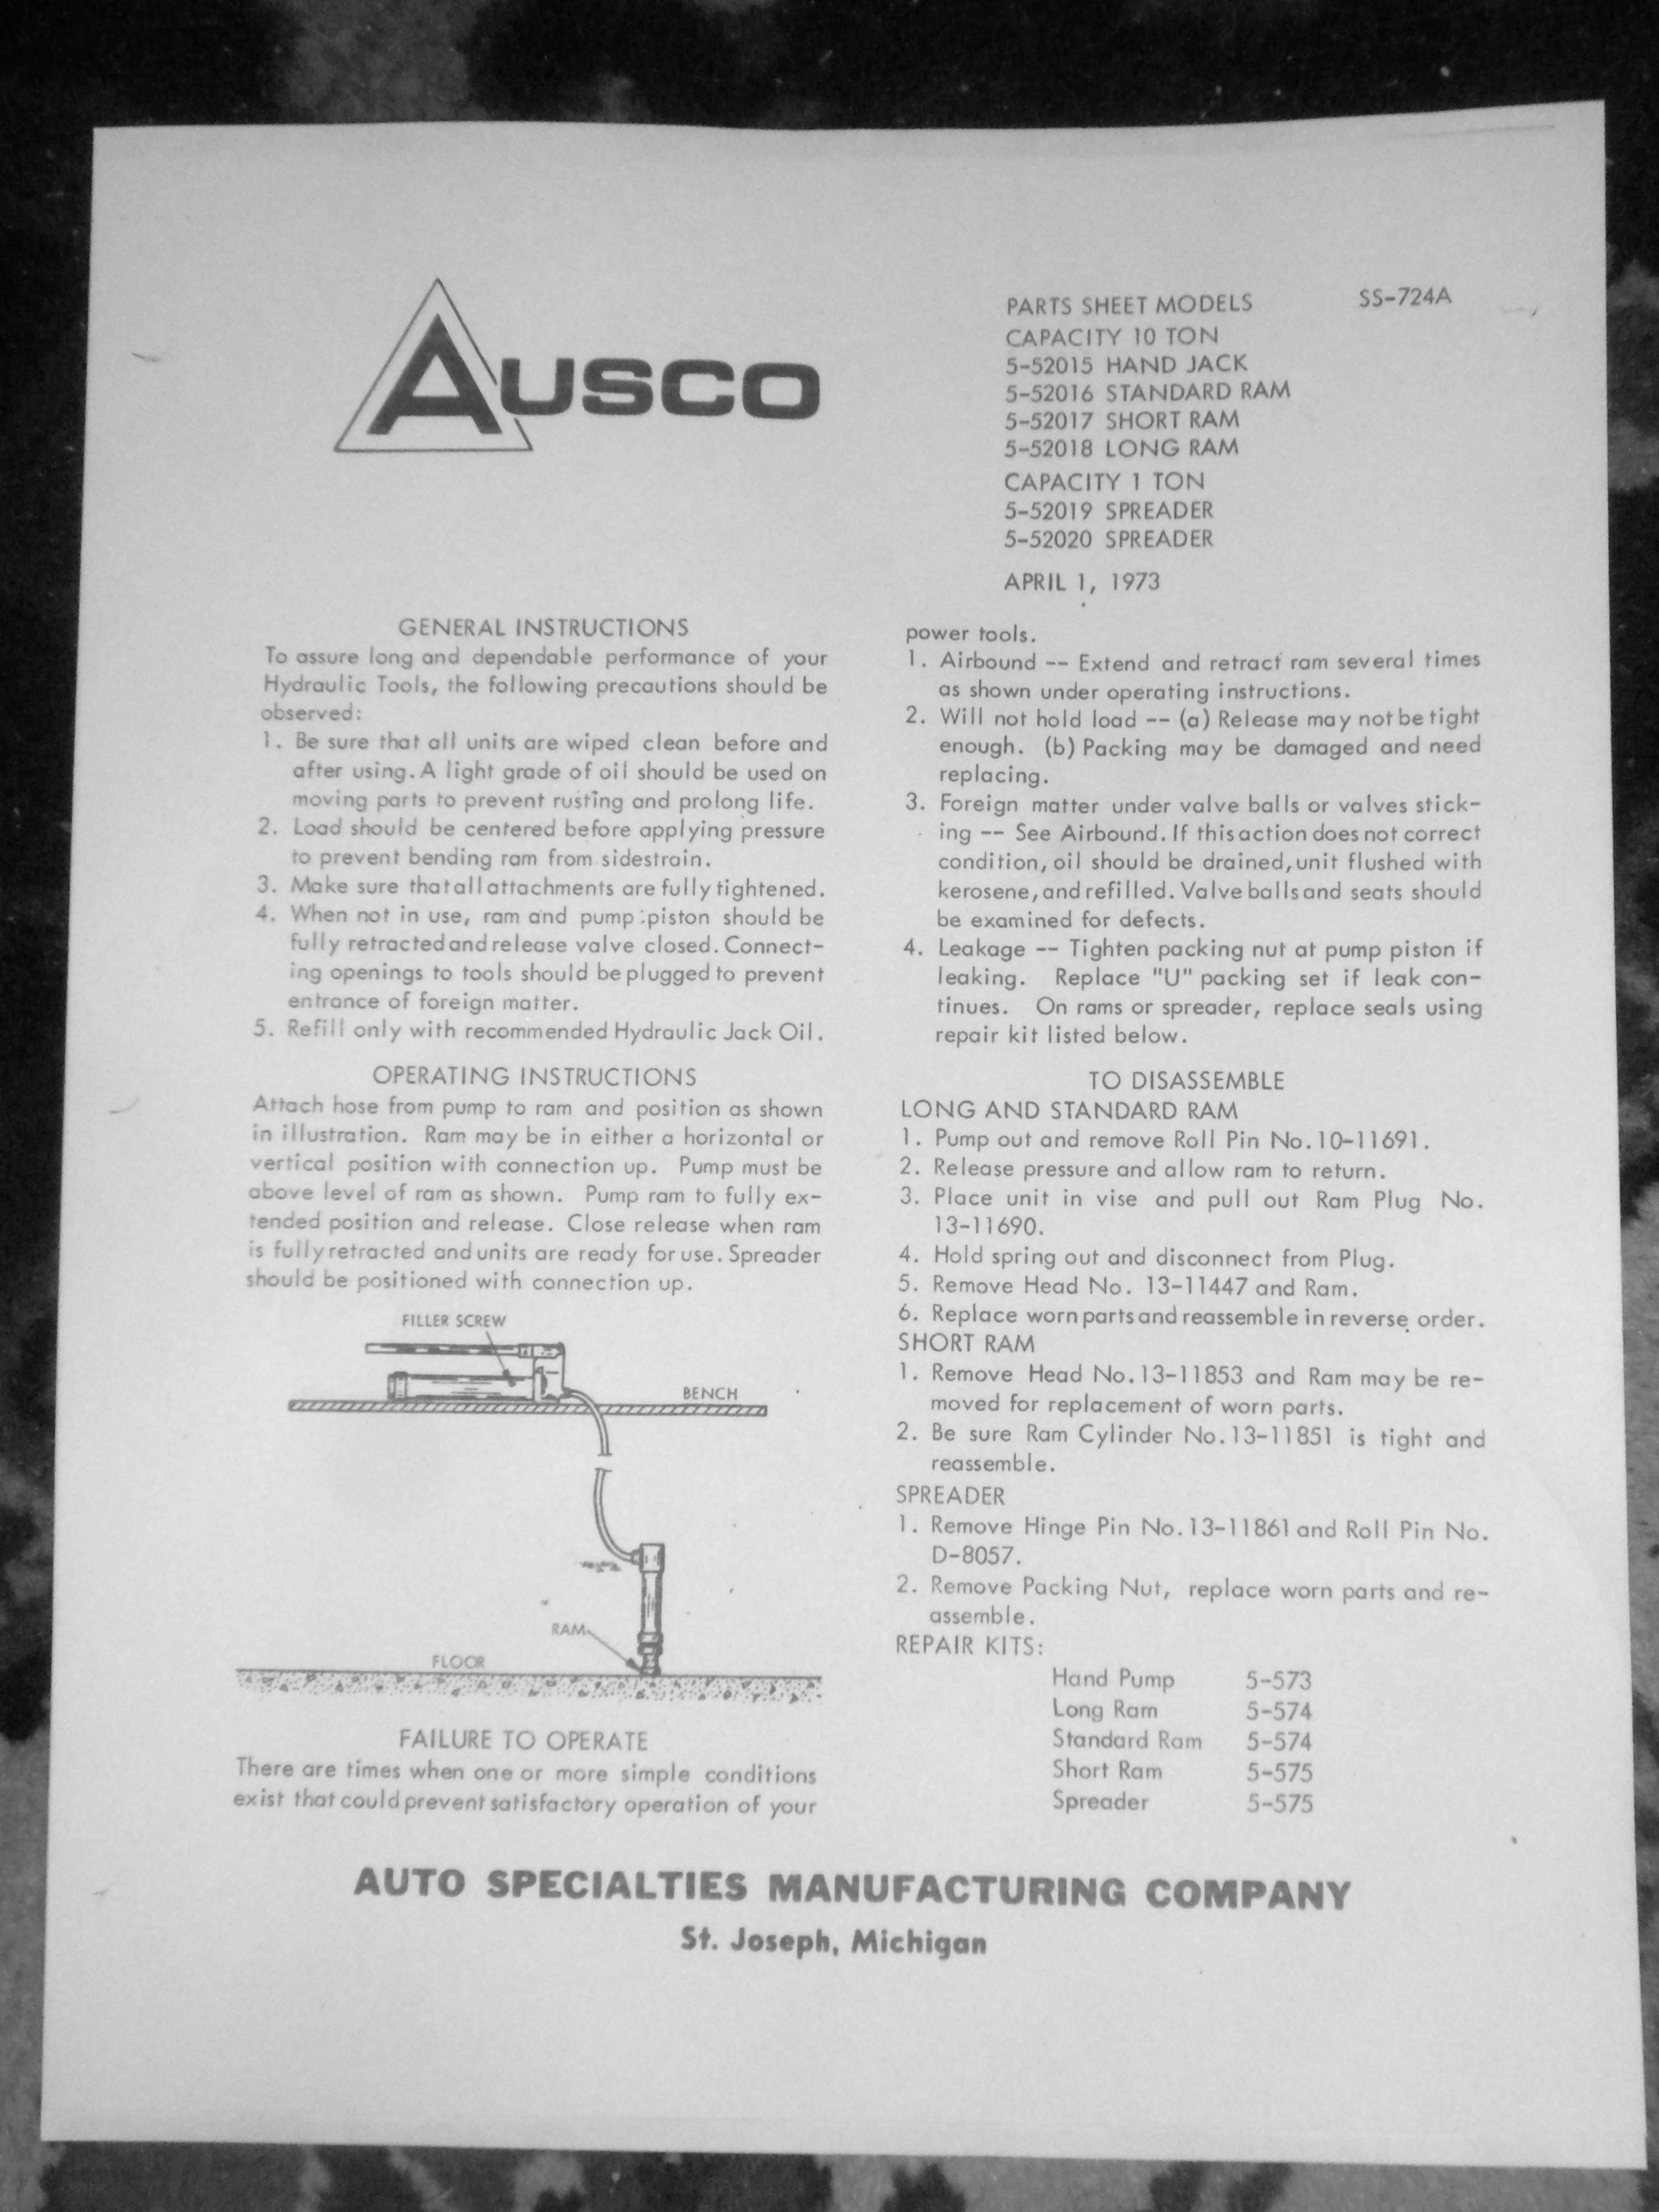 AUSCO
PARTS SHEET MODELS SS-724A
CAPACITY 10 TON
5-52015 HAND JACK
5-52016 STANDARD RAM
5-52017 SHORT RAM
5-52018 LONG RAM
CAPACITY 1 TON
5-52019 SPREADER
5-52020 SPREADER
APRIL 1, 1973
GENERAL INSTRUCTIONS
To assure long and dependable performance of your
Hydraulic Tools, the following precautions should be
observed:
1. Be sure that all units are wiped clean before and
after using. A light grade of oil should be used on
moving parts to prevent rusting and prolong life.
2. Load should be centered before applying pressure
to prevent bending ram from sidestrain.
3. Make sure that all attachments are fully tightened.
4. When not in use, ram and pump piston should be
fully retracted and release valve closed. Connect-
ing openings to tools should be plugged to prevent
entrance of foreign matter.
5. Refill only with recommended Hydraulic Jack Oil.
OPERATING INSTRUCTIONS
Attach hose from pump to ram and position as shown
in illustration. Ram may be in either a horizontal or
vertical position with connection up. Pump must be
above level of ram as shown. Pump ram to fully ex-
tended position and release. Close release when ram
is fully retracted and units are ready for use. Spreader
should be positioned with connection up.
FILLER SCREW
BENCH
RAM
FLOOR
FAILURE TO OPERATE
There are times when one or more simple conditions
exist that could prevent satisfactory operation of your
power tools.
1. Airbound -- Extend and retract ram several times
as shown under operating instructions.
2. Will not hold load -- (a) Release may not be tight
enough. (b) Packing may be damaged and need
replacing.
3. Foreign matter under valve balls or valves stick-
ing -- See Airbound. If this action does not correct
condition, oil should be drained, unit flushed with
kerosene, and refilled. Valve balls and seats should
be examined for defects.
4. Leakage -- Tighten packing nut at pump piston if
leaking. Replace "U" packing set if leak con-
tinues. On rams or spreader, replace seals using
repair kit listed below.
TO DISASSEMBLE
LONG AND STANDARD RAM
1. Pump out and remove Roll Pin No. 10-11691.
2. Release pressure and allow ram to return.
3. Place unit in vise and pull out Ram Plug No.
13-11690.
4. Hold spring out and disconnect from Plug.
5. Remove Head No. 13-11447 and Ram.
6. Replace worn parts and reassemble in reverse order.
SHORT RAM
1. Remove Head No. 13-11853 and Ram may be re-
moved for replacement of worn parts.
2. Be sure Ram Cylinder No. 13-11851 is tight and
reassemble.
SPREADER
1. Remove Hinge Pin No. 13-11861 and Roll Pin No.
D-8057.
2. Remove Packing Nut, replace worn parts and re-
assemble.
REPAIR KITS:
Hand Pump 5-573
Long Ram 5-574
Standard Ram 5-574
Short Ram 5-575
Spreader 5-575
AUTO SPECIALTIES MANUFACTURING COMPANY
St. Joseph, Michigan